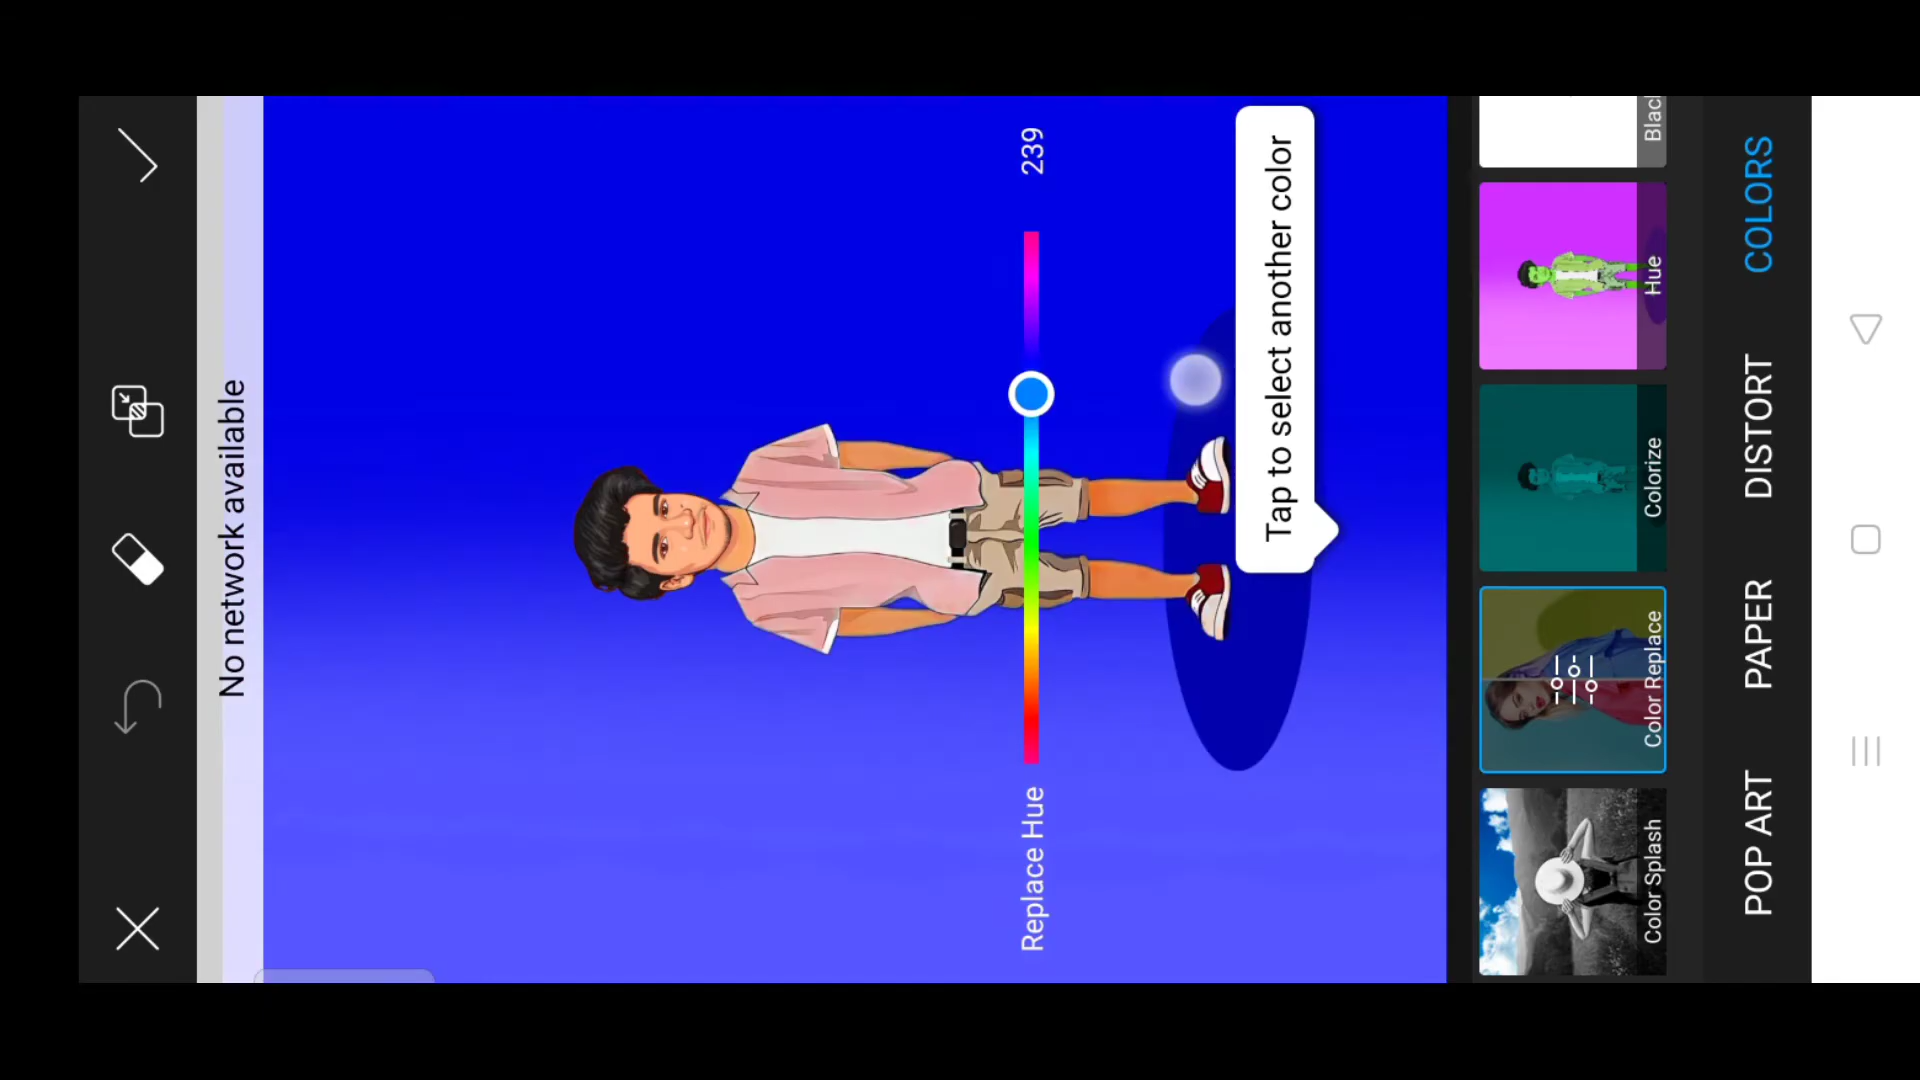 No network available
Replace Hue 239
Tap to select another color
Color Splash
Color Replace
Colorize
Hue
Blac
POP ART PAPER DISTORT COLORS